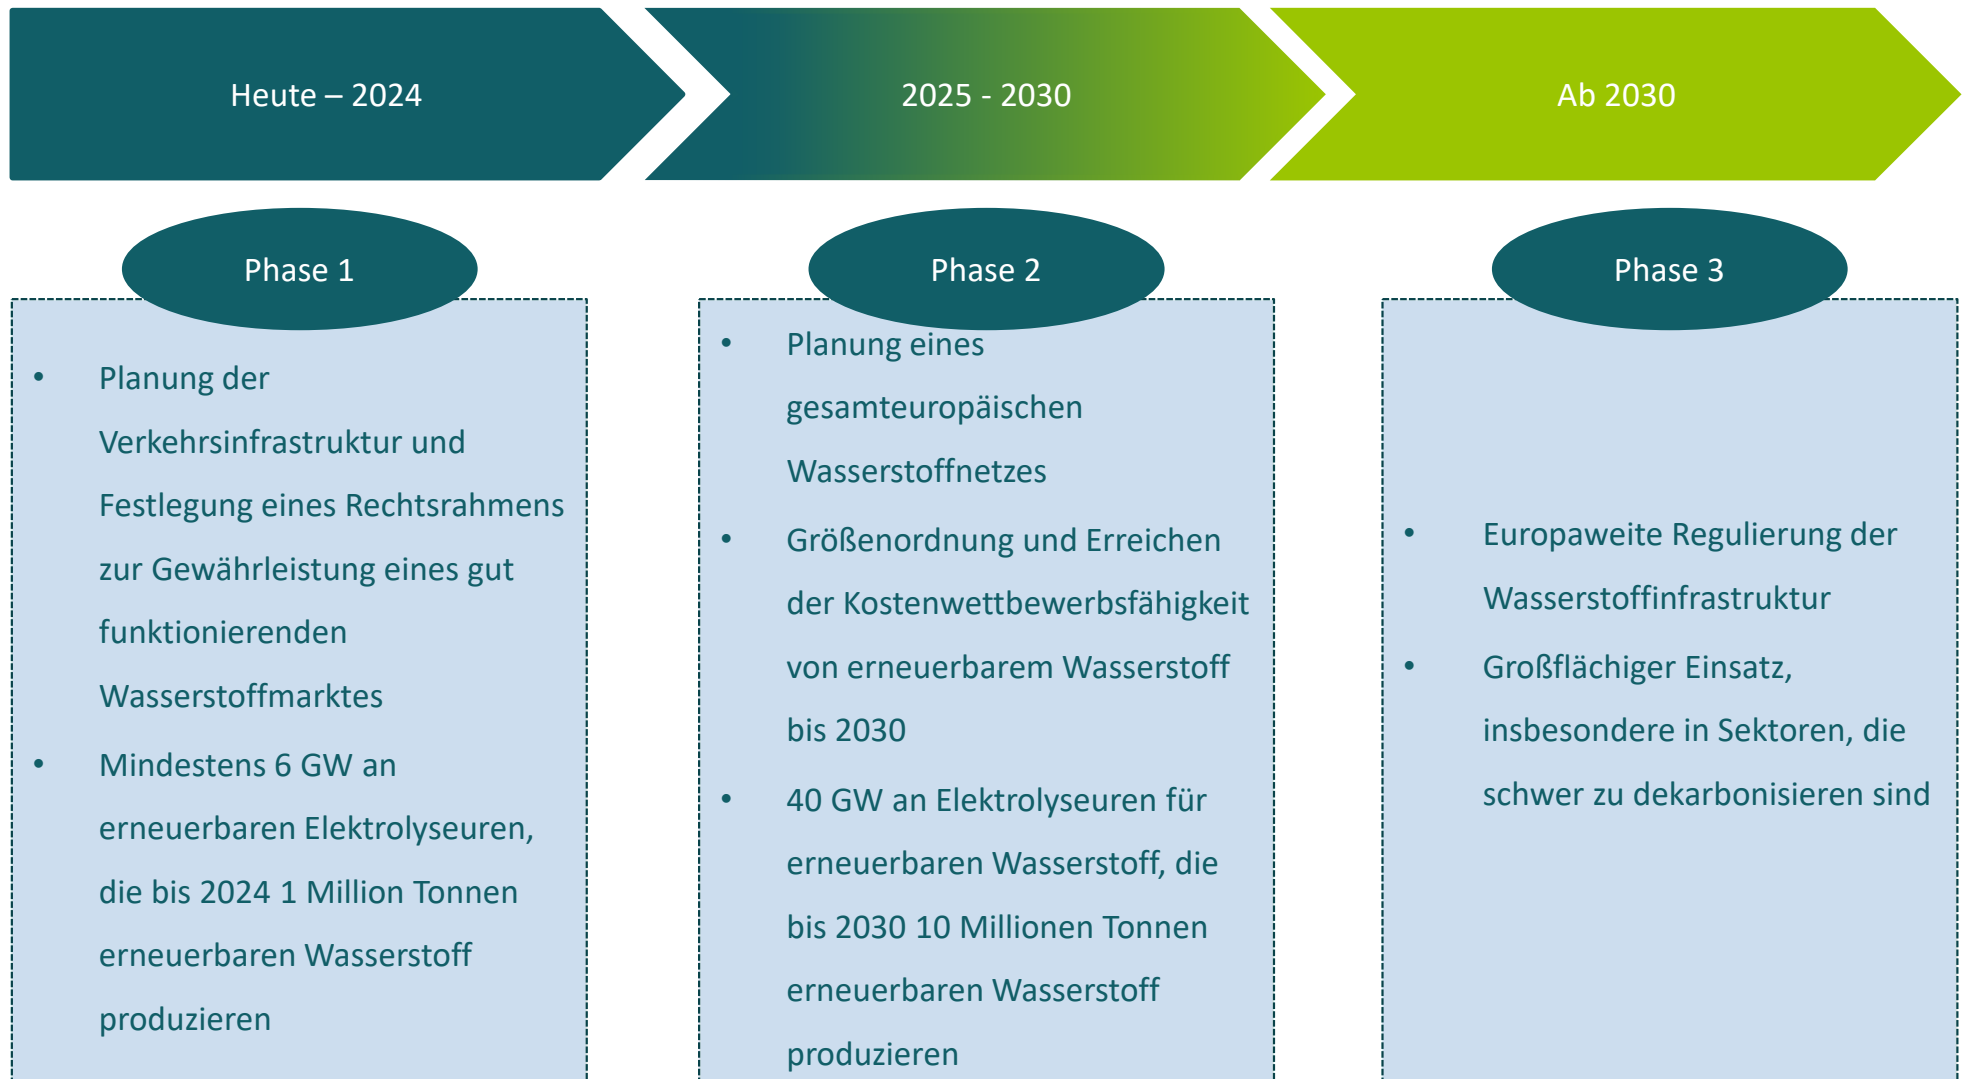 Heute – 2024
2025 - 2030
Ab 2030
Phase 1
• Planung der
Verkehrsinfrastruktur und
Festlegung eines Rechtsrahmens
zur Gewährleistung eines gut
funktionierenden
Wasserstoffmarktes
• Mindestens 6 GW an
erneuerbaren Elektrolyseuren,
die bis 2024 1 Million Tonnen
erneuerbaren Wasserstoff
produzieren
Phase 2
• Planung eines
gesamteuropäischen
Wasserstoffnetzes
• Größenordnung und Erreichen
der Kostenwettbewerbsfähigkeit
von erneuerbarem Wasserstoff
bis 2030
• 40 GW an Elektrolyseuren für
erneuerbaren Wasserstoff, die
bis 2030 10 Millionen Tonnen
erneuerbaren Wasserstoff
produzieren
Phase 3
• Europaweite Regulierung der
Wasserstoffinfrastruktur
• Großflächiger Einsatz,
insbesondere in Sektoren, die
schwer zu dekarbonisieren sind